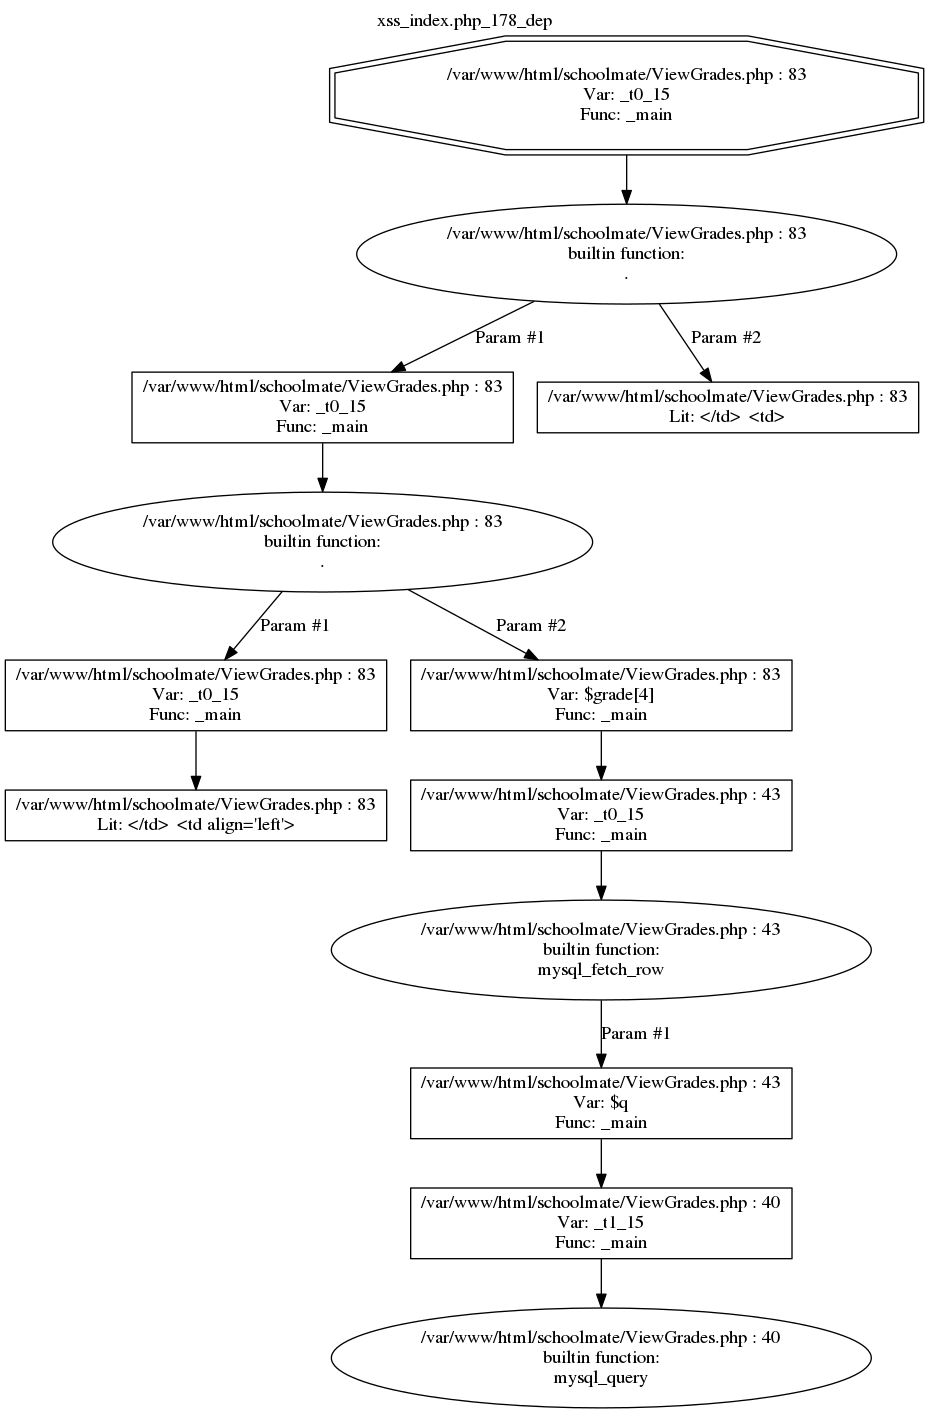 xss_index.php_178_dep
/var/www/html/schoolmate/ViewGrades.php : 83
Var: _t0_15
Func: _main
/var/www/html/schoolmate/ViewGrades.php : 83
builtin function:
.
Param #1
Param #2
/var/www/html/schoolmate/ViewGrades.php : 83
Var: _t0_15
Func: _main
/var/www/html/schoolmate/ViewGrades.php : 83
Lit: </td> <td>
/var/www/html/schoolmate/ViewGrades.php : 83
builtin function:
.
Param #1
Param #2
/var/www/html/schoolmate/ViewGrades.php : 83
Var: _t0_15
Func: _main
/var/www/html/schoolmate/ViewGrades.php : 83
Var: $grade[4]
Func: _main
/var/www/html/schoolmate/ViewGrades.php : 83
Lit: </td> <td align='left'>
/var/www/html/schoolmate/ViewGrades.php : 43
Var: _t0_15
Func: _main
/var/www/html/schoolmate/ViewGrades.php : 43
builtin function:
mysql_fetch_row
Param #1
/var/www/html/schoolmate/ViewGrades.php : 43
Var: $q
Func: _main
/var/www/html/schoolmate/ViewGrades.php : 40
Var: _t1_15
Func: _main
/var/www/html/schoolmate/ViewGrades.php : 40
builtin function:
mysql_query